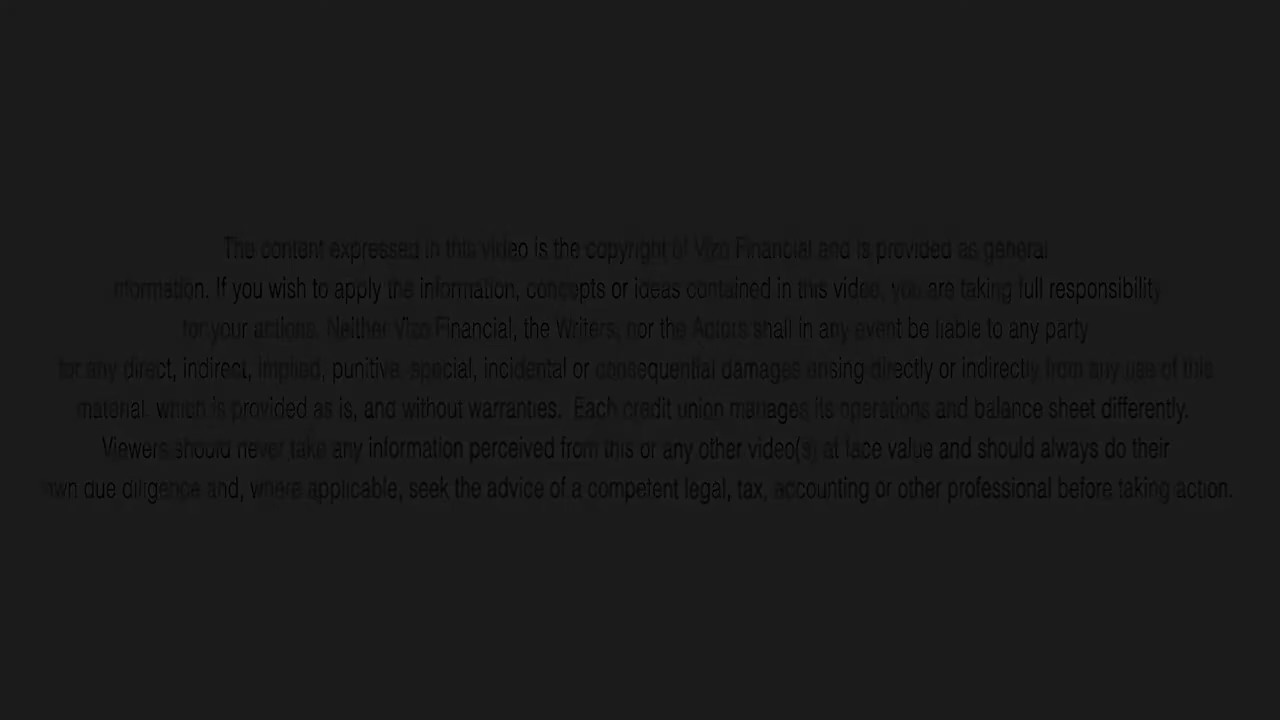 The content expressed in this video is the copyright of Vizo Financial and is provided as general
information. If you wish to apply the information, concepts or ideas contained in this video, you are taking full responsibility
for your actions. Neither Vizo Financial, the Writers, nor the Actors shall in any event be liable to any party
for any direct, indirect, implied, punitive, special, incidental or consequential damages arising directly or indirectly from any use of this
material, which is provided as is, and without warranties. Each credit union manages its operations and balance sheet differently.
Viewers should never take any information perceived from this or any other video(s) at face value and should always do their
own due diligence and, where applicable, seek the advice of a competent legal, tax, accounting or other professional before taking action.